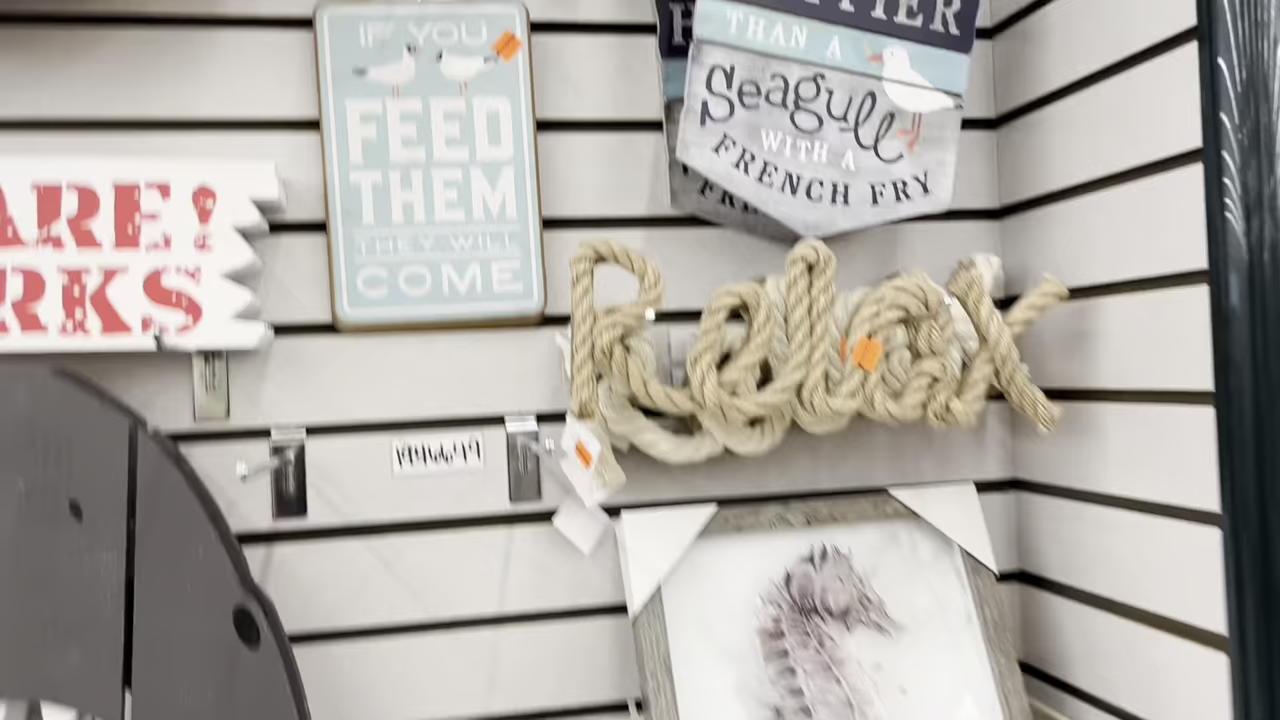 ARE!
RKS
IF YOU
FEED
THEM
THEY WILL
COME
THAN A
Seagull
WITH A
FRENCH FRY
Relax